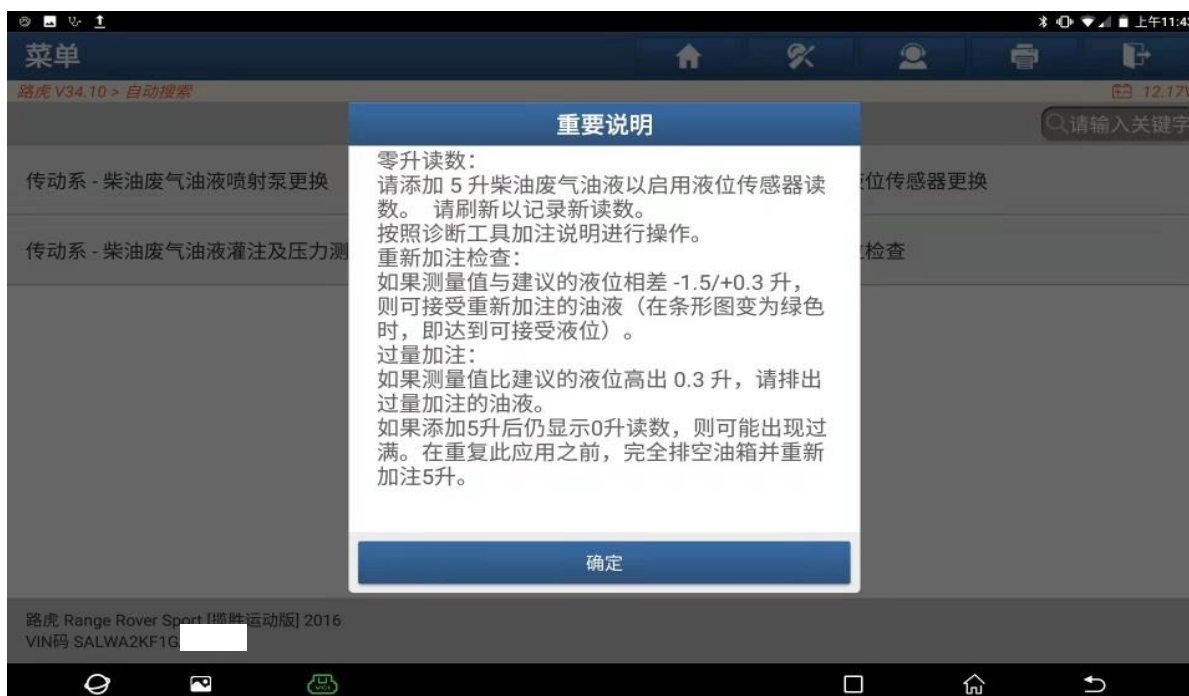 上午11:43
菜单
路虎 V34.10 > 自动搜索
12.17V
重要说明
请输入关键字
零升读数：
请添加 5 升柴油废气油液以启用液位传感器读
数。 请刷新以记录新读数。
按照诊断工具加注说明进行操作。
重新加注检查：
如果测量值与建议的液位相差 -1.5/+0.3 升，
则可接受重新加注的油液（在条形图变为绿色
时，即达到可接受液位）。
过量加注：
如果测量值比建议的液位高出 0.3 升，请排出
过量加注的油液。
如果添加5升后仍显示0升读数，则可能出现过
满。在重复此应用之前，完全排空油箱并重新
加注5升。
确定
传动系 - 柴油废气油液喷射泵更换
位传感器更换
传动系 - 柴油废气油液灌注及压力测
检查
路虎 Range Rover Sport [揽胜运动版] 2016
VIN码 SALWA2KF1G
VCI